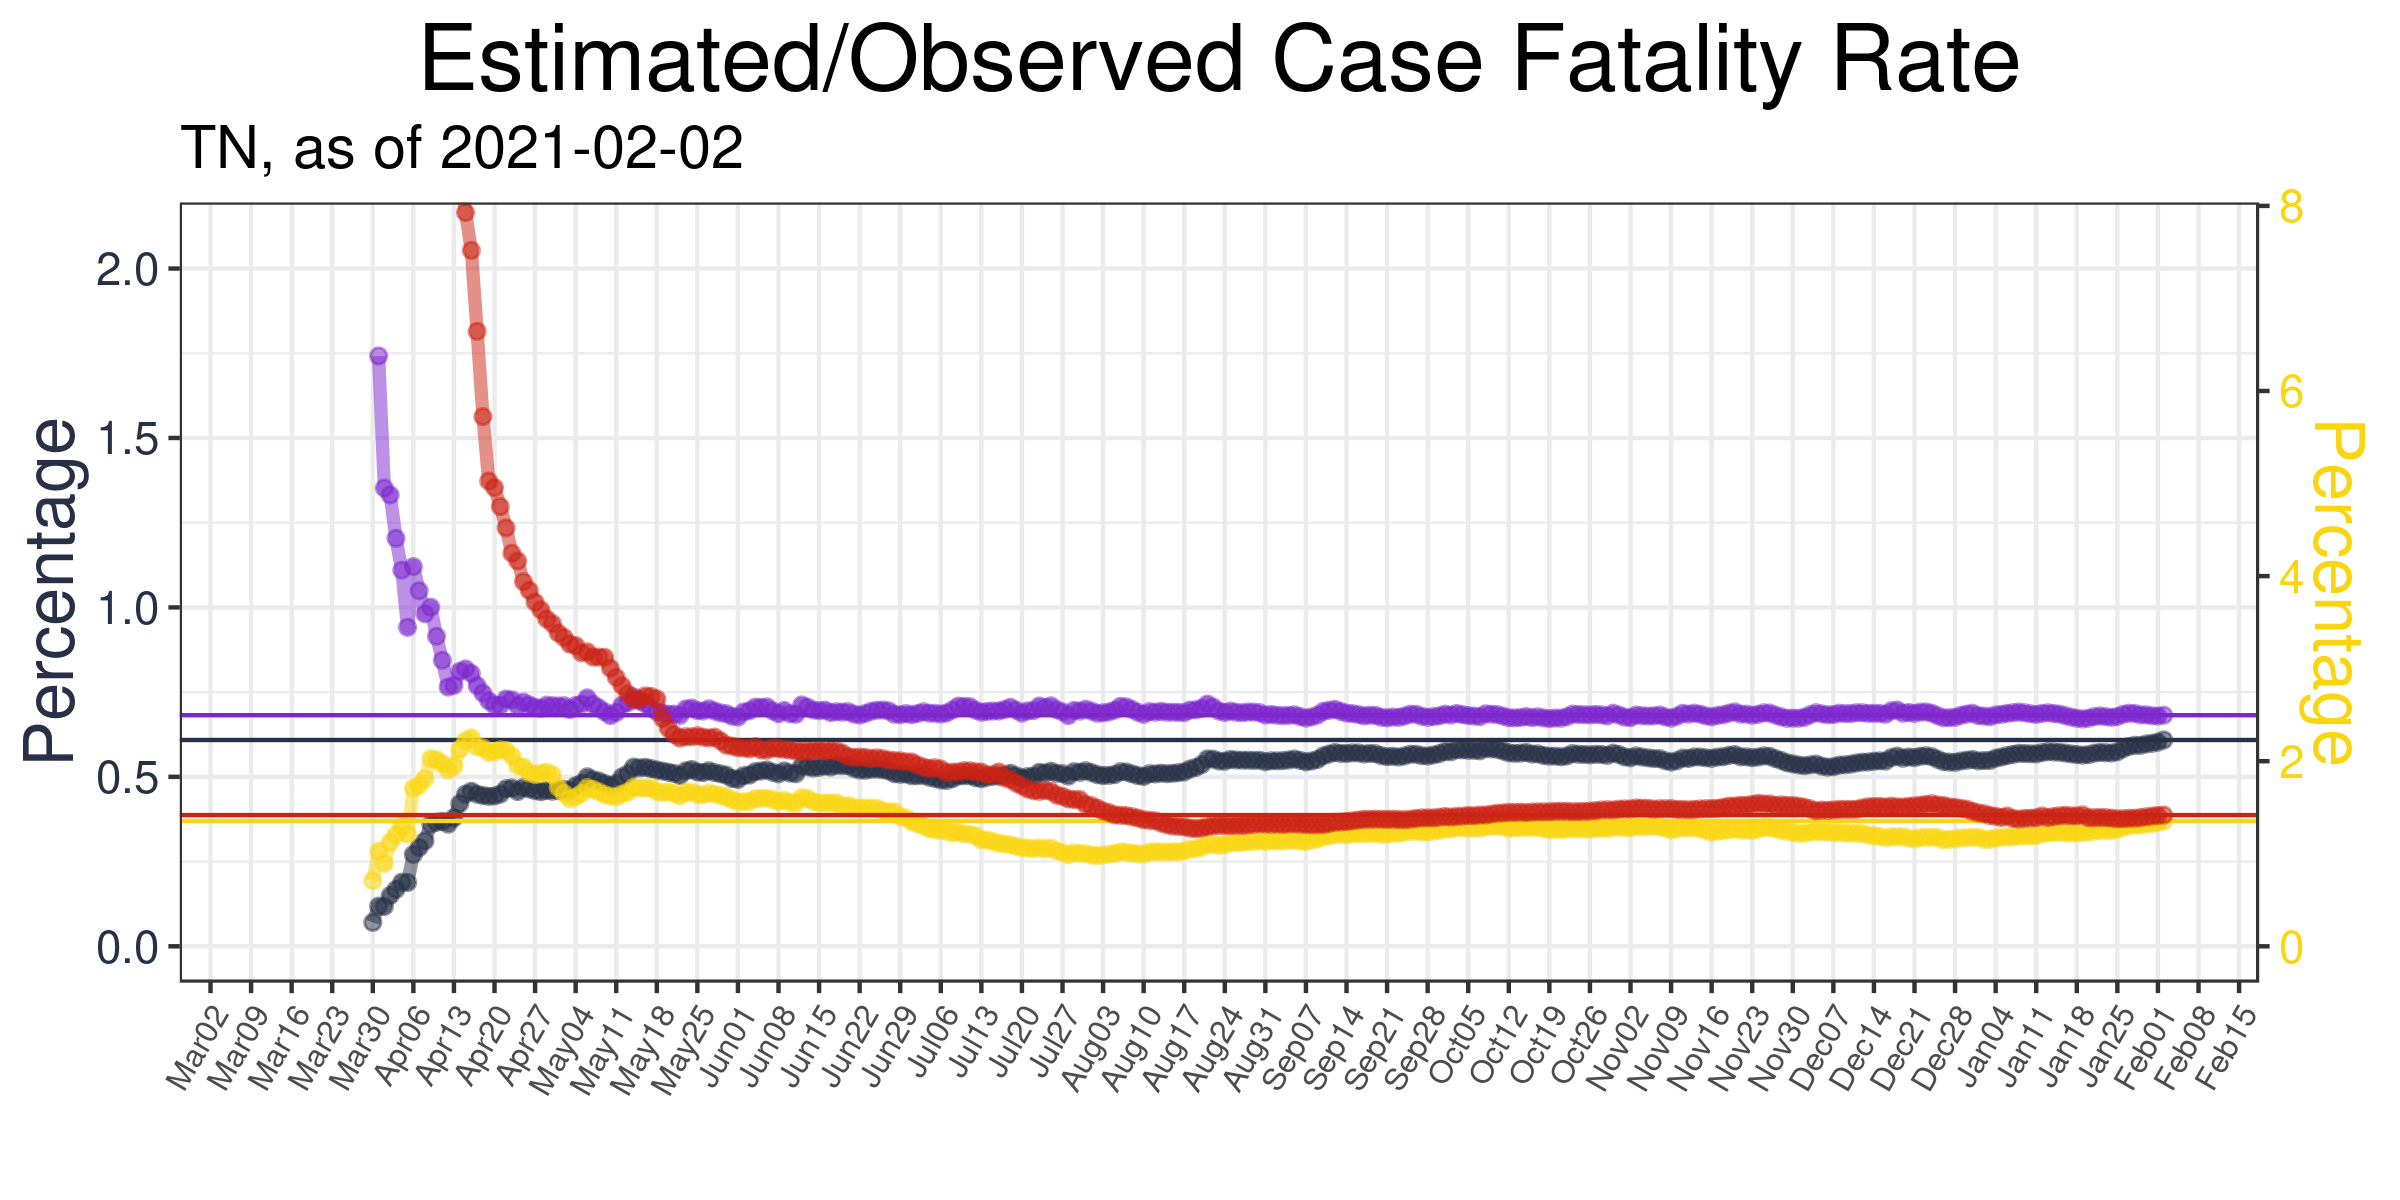 Estimated/Observed Case Fatality Rate
TN, as of 2021-02-02
Percentage
2.0
1.5
1.0
0.5
0.0
8
6
4
2
0
Percentage
Mar02
Mar09
Mar16
Mar23
Mar30
Apr06
Apr13
Apr20
Apr27
May04
May11
May18
May25
Jun01
Jun08
Jun15
Jun22
Jun29
Jul06
Jul13
Jul20
Jul27
Aug03
Aug10
Aug17
Aug24
Aug31
Sep07
Sep14
Sep21
Sep28
Oct05
Oct12
Oct19
Oct26
Nov02
Nov09
Nov16
Nov23
Nov30
Dec07
Dec14
Dec21
Dec28
Jan04
Jan11
Jan18
Jan25
Feb01
Feb08
Feb15